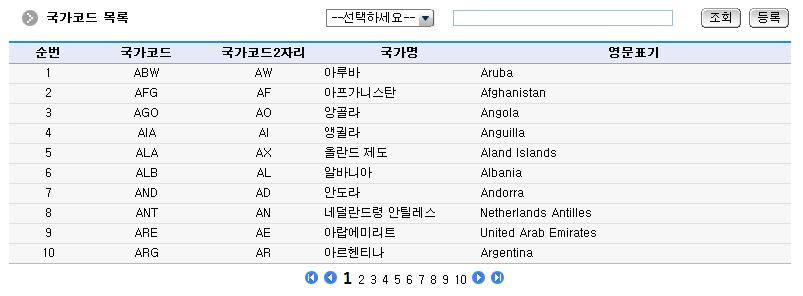 국가코드 목록 --선택하세요-- 조회 등록
순번 국가코드 국가코드2자리 국가명 영문표기
1 ABW AW 아루바 Aruba
2 AFG AF 아프가니스탄 Afghanistan
3 AGO AO 앙골라 Angola
4 AIA AI 앵귈라 Anguilla
5 ALA AX 올란드 제도 Aland Islands
6 ALB AL 알바니아 Albania
7 AND AD 안도라 Andorra
8 ANT AN 네덜란드령 안틸레스 Netherlands Antilles
9 ARE AE 아랍에미리트 United Arab Emirates
10 ARG AR 아르헨티나 Argentina
1 2 3 4 5 6 7 8 9 10